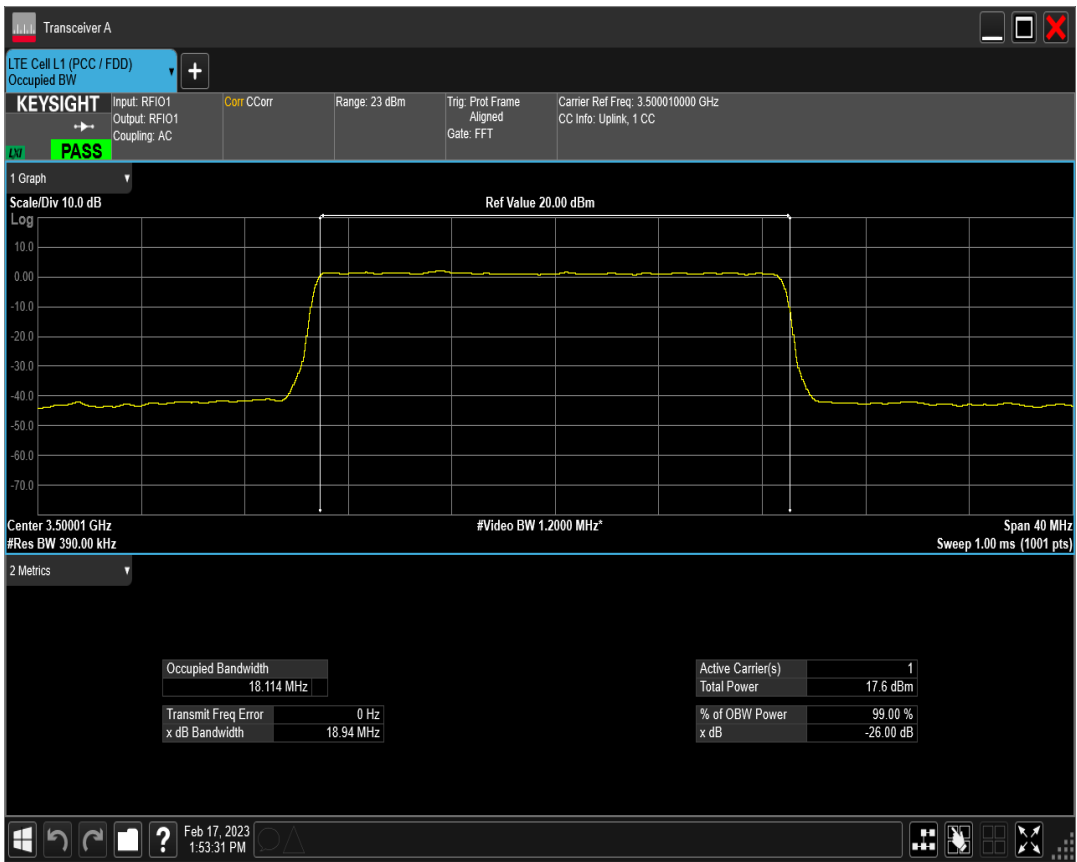 Transceiver A
LTE Cell L1 (PCC / FDD)
Occupied BW
+
KEYSIGHT
LXI
PASS
Input: RFIO1
Output: RFIO1
Coupling: AC
Corr CCorr
Range: 23 dBm
Trig: Prot Frame
Aligned
Gate: FFT
Carrier Ref Freq: 3.500010000 GHz
CC Info: Uplink, 1 CC
1 Graph
Scale/Div 10.0 dB
Ref Value 20.00 dBm
Log
10.0
0.00
-10.0
-20.0
-30.0
-40.0
-50.0
-60.0
-70.0
Center 3.50001 GHz
#Video BW 1.2000 MHz*
Span 40 MHz
#Res BW 390.00 kHz
Sweep 1.00 ms (1001 pts)
2 Metrics
Occupied Bandwidth
18.114 MHz
Transmit Freq Error 0 Hz
x dB Bandwidth 18.94 MHz
Active Carrier(s) 1
Total Power 17.6 dBm
% of OBW Power 99.00 %
x dB -26.00 dB
?
Feb 17, 2023
1:53:31 PM